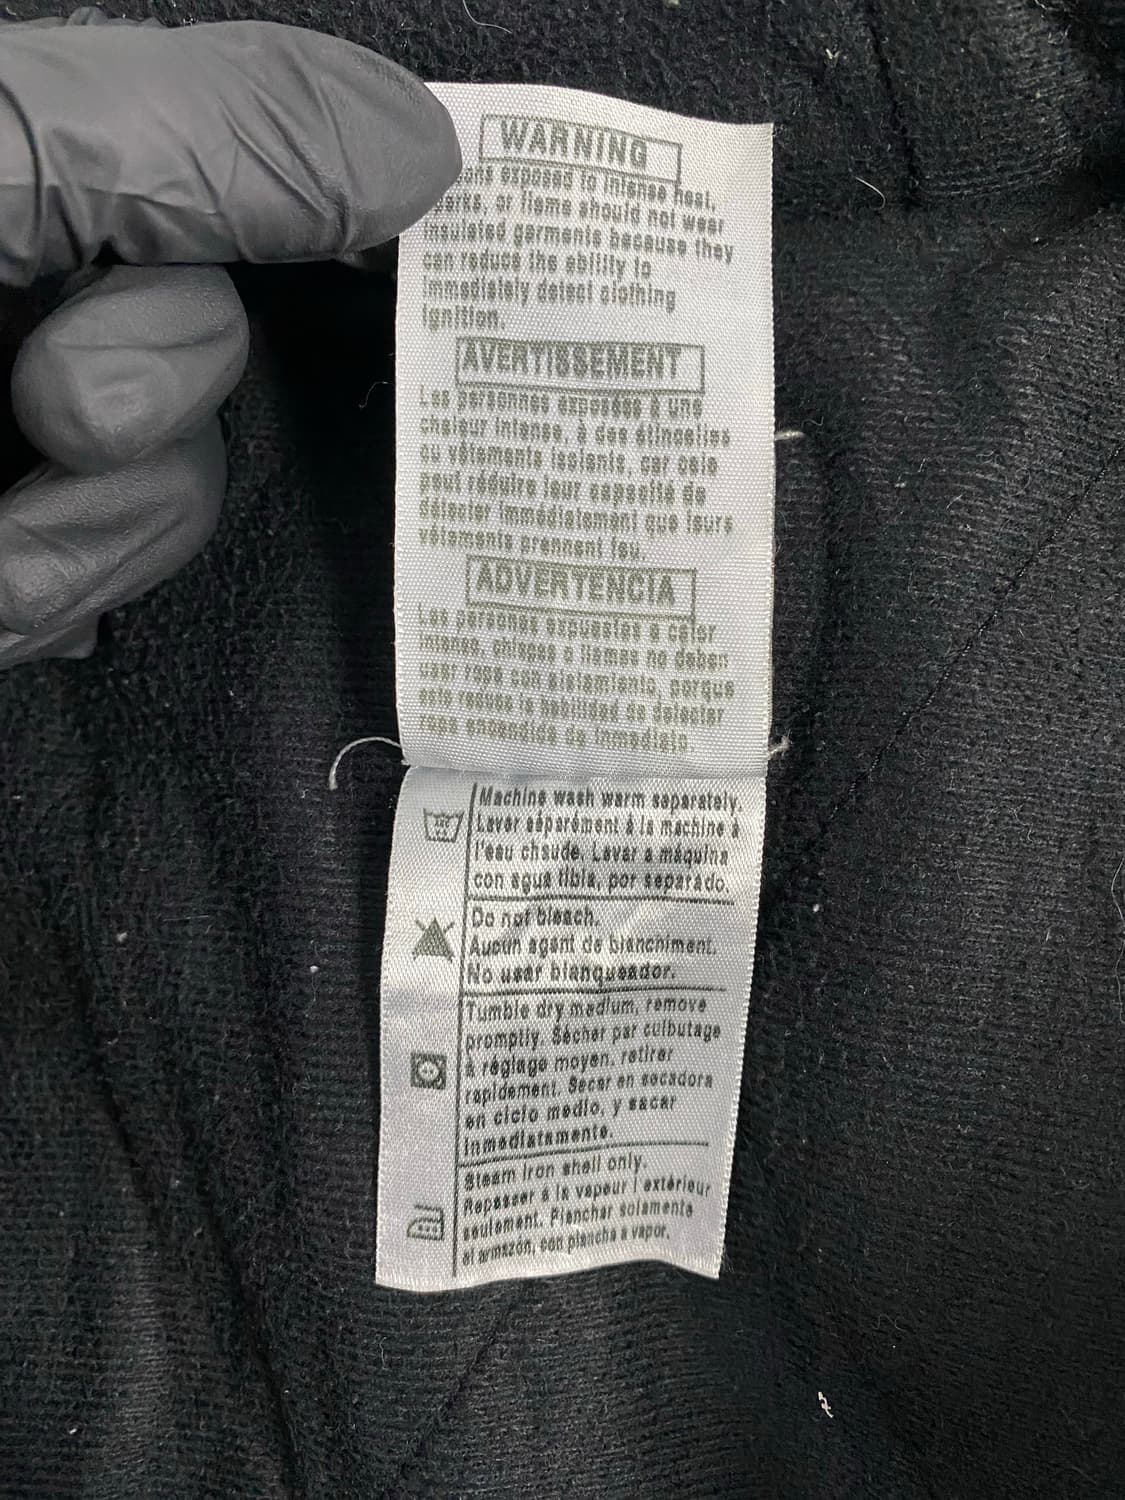 WARNING
exposed to intense heat,
sparks, or flame should not wear
insulated garments because they
can reduce the ability to
immediately detect clothing
ignition.
AVERTISSEMENT
Les personnes exposées à une
chaleur intense, à des étincelles
ou vêtements isolants, car cela
peut réduire leur capacité de
détecter immédiatement que leurs
vêtements prennent feu.
ADVERTENCIA
Las personas expuestas a calor
intenso, chispas o llamas no deben
usar ropa con aislamiento, porque
esto reduce la habilidad de detectar
ropa encendida de inmediato.
Machine wash warm separately.
Laver séparément à la machine à
l'eau chaude. Lavar a máquina
con agua tibia, por separado.
Do not bleach.
Aucun agent de blanchiment.
No usar blanqueador.
Tumble dry medium, remove
promptly. Sécher par culbutage
à réglage moyen. retirer
rapidement. Secar en secadora
en ciclo medio, y sacar
inmediatamente.
Steam iron shell only.
Repasser à la vapeur l'extérieur
seulement. Planchar solamente
el armazón, con plancha a vapor.